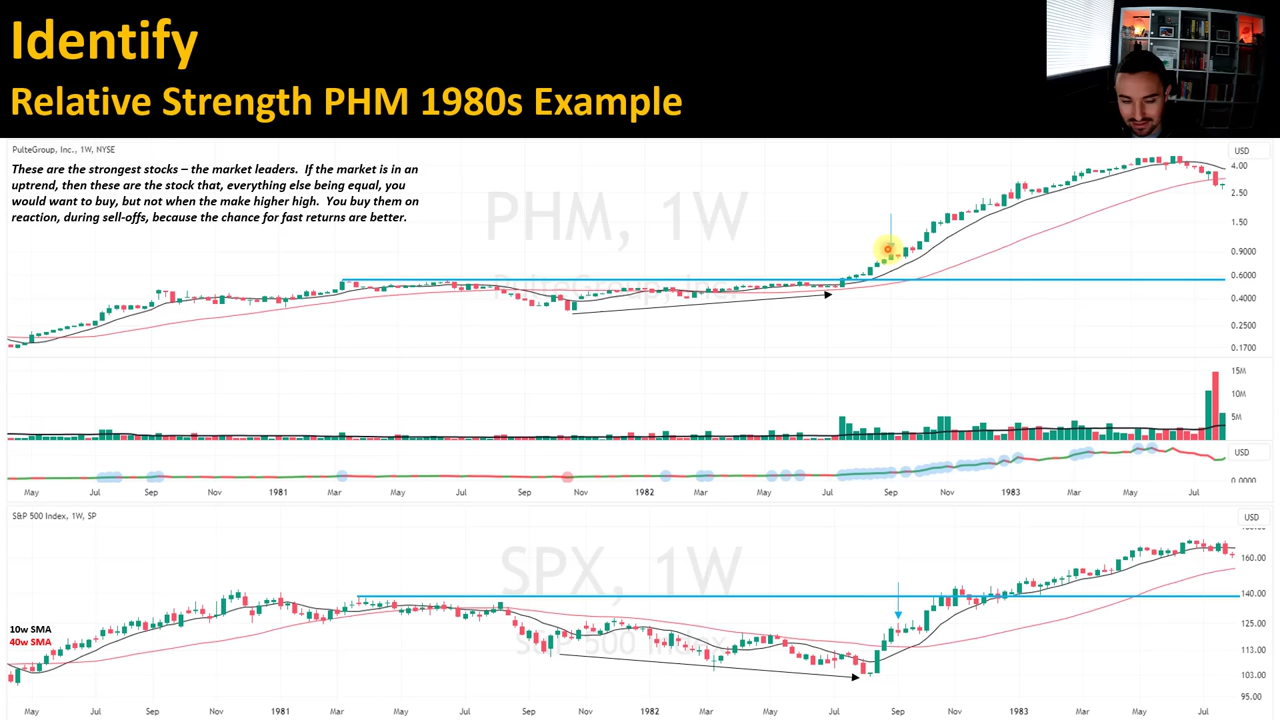 Identify
Relative Strength PHM 1980s Example
PulteGroup, Inc., 1W, NYSE
USD
These are the strongest stocks – the market leaders. If the market is in an
uptrend, then these are the stock that, everything else being equal, you
would want to buy, but not when the make higher high. You buy them on
reaction, during sell-offs, because the chance for fast returns are better.
PHM, 1W
PulteGroup, Inc.
4.00
2.50
1.50
0.9000
0.6000
0.4000
0.2500
0.1700
15M
10M
5M
USD
0.0000
May Jul Sep Nov 1981 Mar May Jul Sep Nov 1982 Mar May Jul Sep Nov 1983 Mar May Jul
S&P 500 Index, 1W, SP
USD
SPX, 1W
S&P 500 Index
160.00
140.00
125.00
113.00
103.00
95.00
10w SMA
40w SMA
May Jul Sep Nov 1981 Mar May Jul Sep Nov 1982 Mar May Jul Sep Nov 1983 Mar May Jul